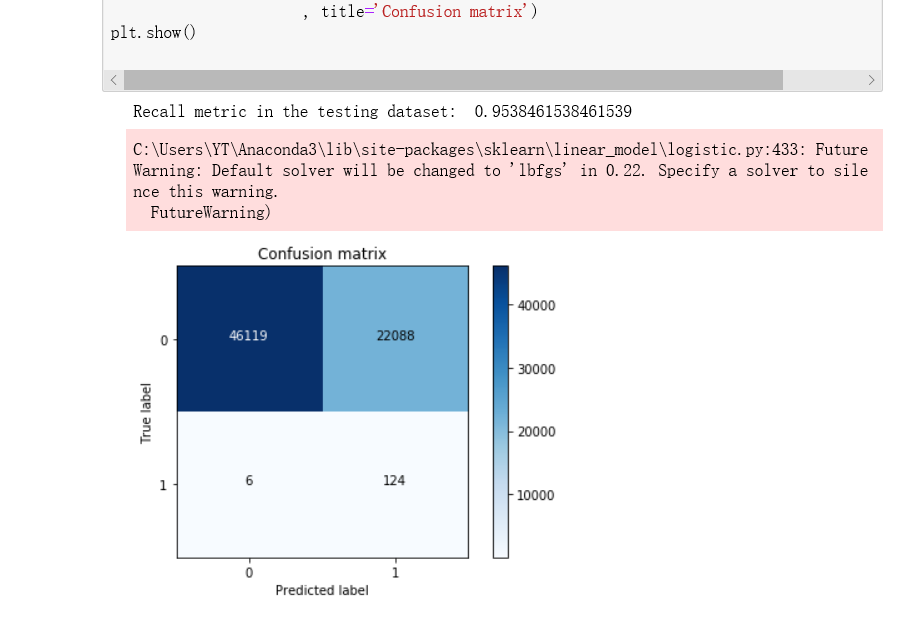 , title='Confusion matrix')
plt.show()
Recall metric in the testing dataset:  0.9538461538461539
C:\Users\YT\Anaconda3\lib\site-packages\sklearn\linear_model\logistic.py:433: Future
Warning: Default solver will be changed to 'lbfgs' in 0.22. Specify a solver to sile
nce this warning.
  FutureWarning)
Confusion matrix
46119
22088
6
124
0
1
True label
0
1
Predicted label
40000
30000
20000
10000